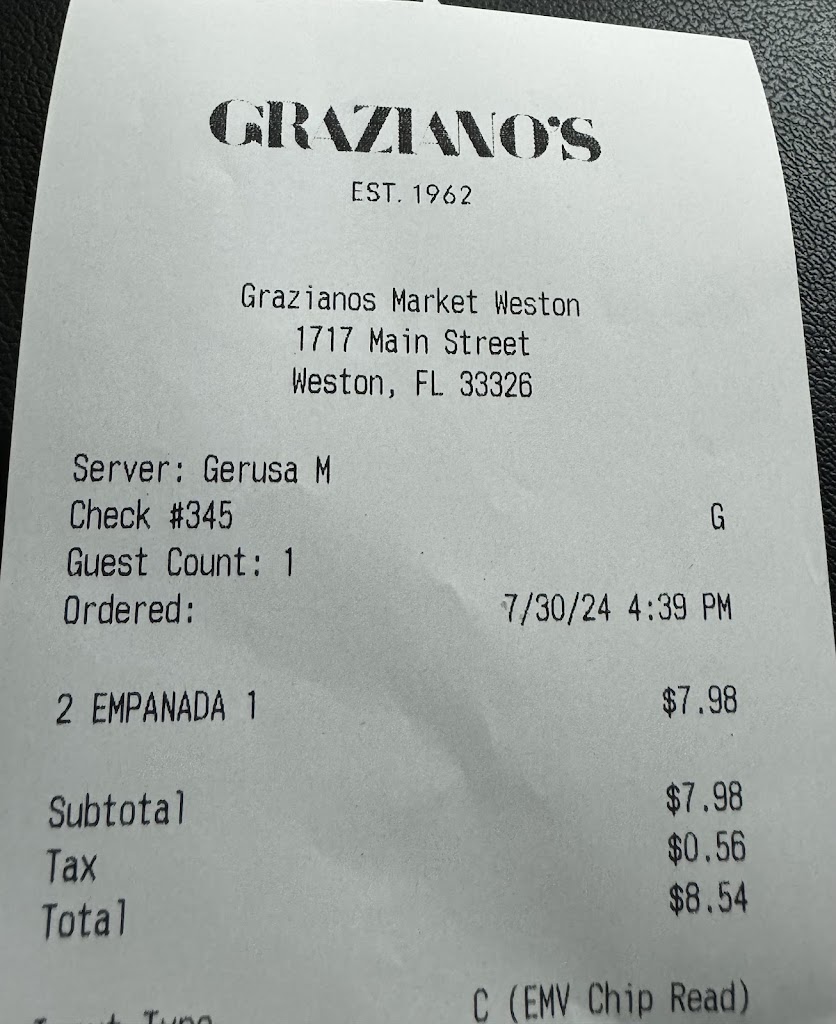 GRAZIANO'S
EST. 1962
Grazianos Market Weston
1717 Main Street
Weston, FL 33326
Server: Gerusa M
Check #345 G
Guest Count: 1
Ordered: 7/30/24 4:39 PM
2 EMPANADA 1 $7.98
Subtotal $7.98
Tax $0.56
Total $8.54
C (EMV Chip Read)